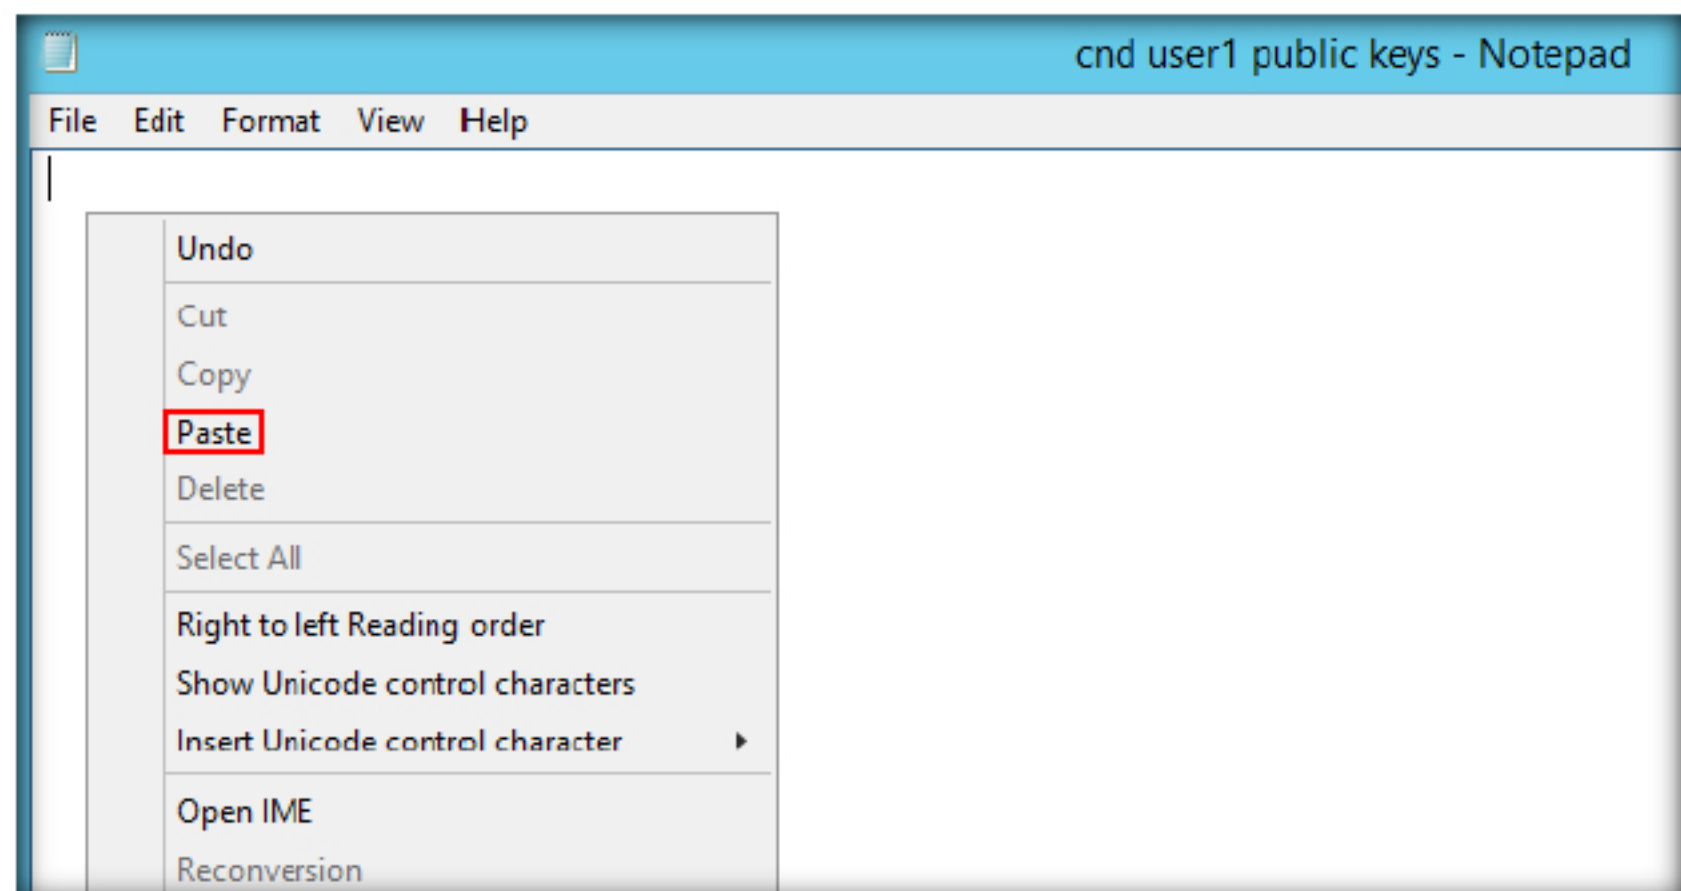 cnd user1 public keys - Notepad
File Edit Format View Help
Undo
Cut
Copy
Paste
Delete
Select All
Right to left Reading order
Show Unicode control characters
Insert Unicode control character
Open IME
Reconversion